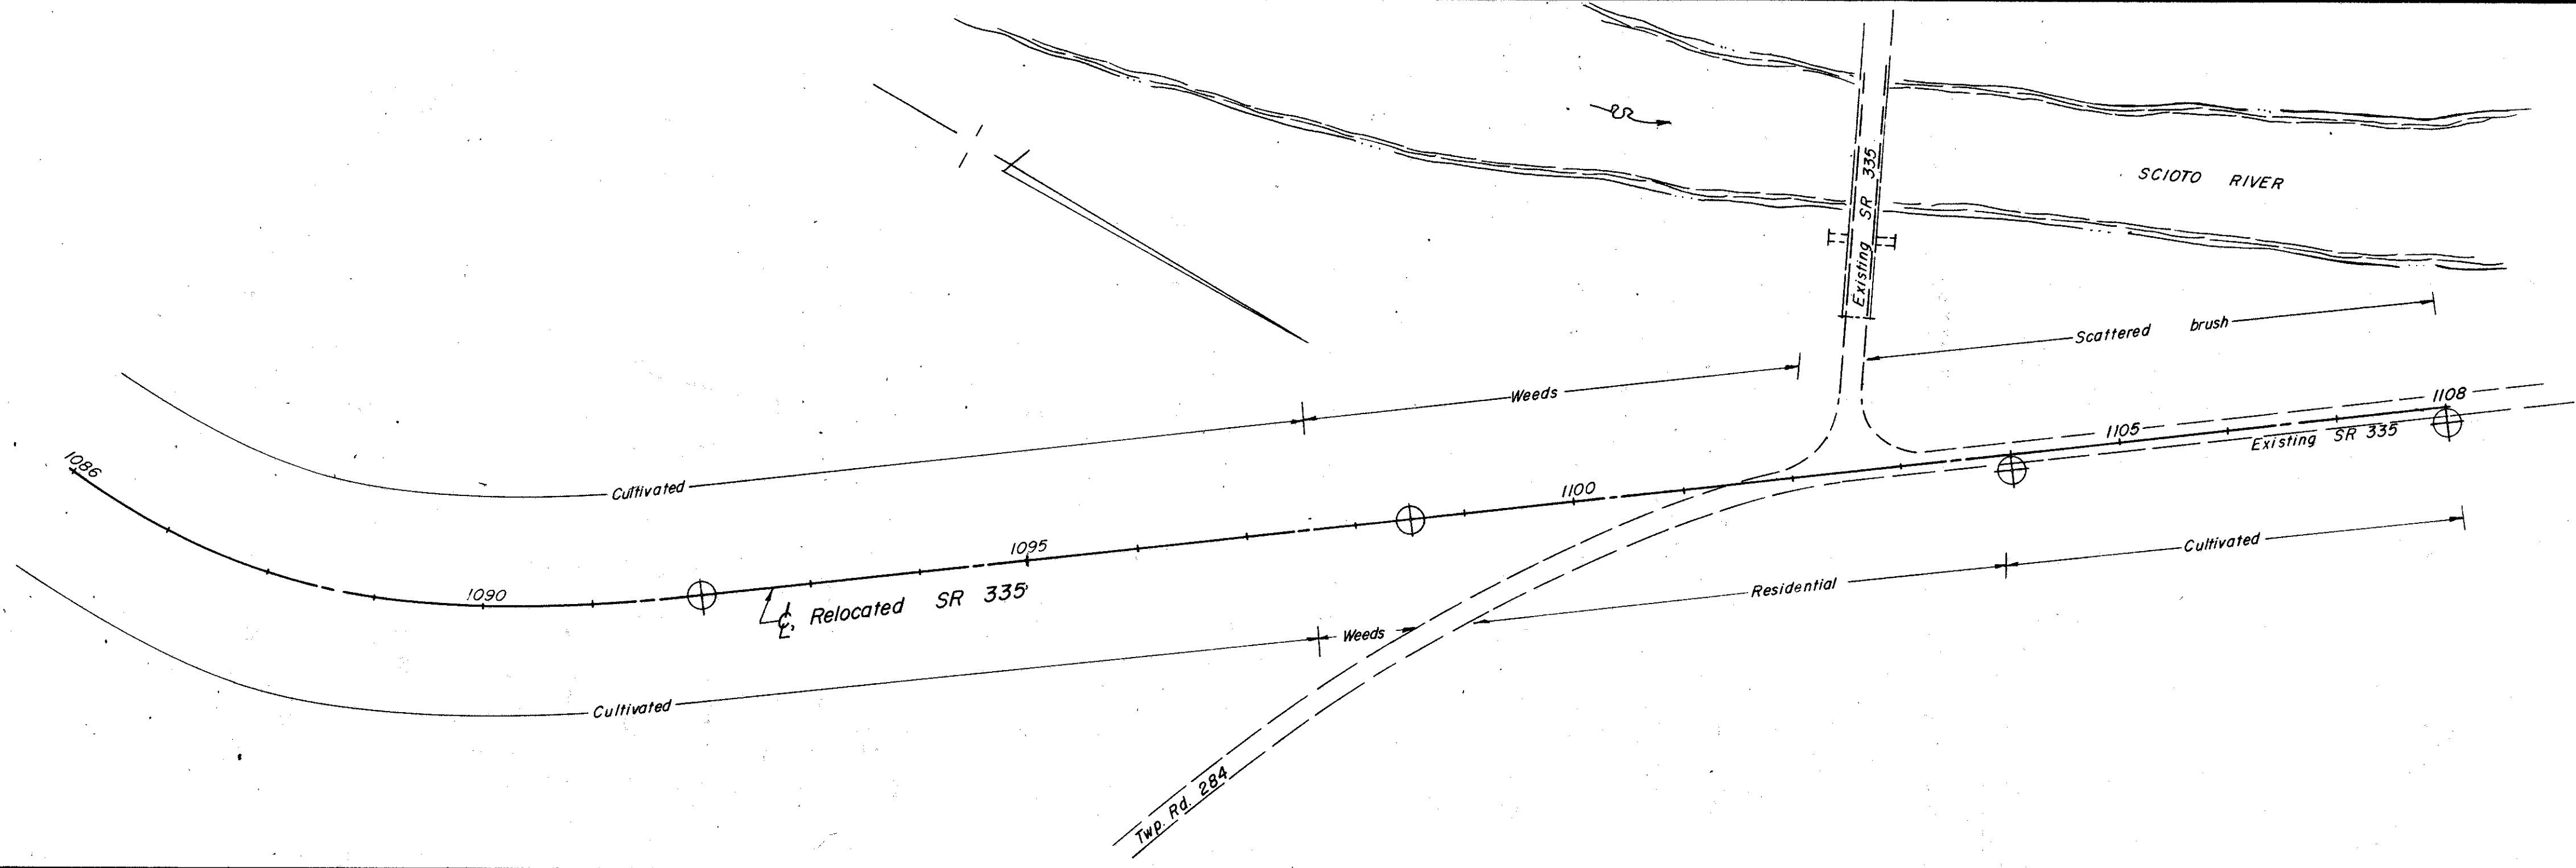 SCIOTO RIVER
Existing SR 335
Scattered brush
Weeds
1108
1105
Existing SR 335
1086
Cultivated
1100
Cultivated
1095
1090
Residential
℄ Relocated SR 335
Weeds
Cultivated
Twp. Rd. 284